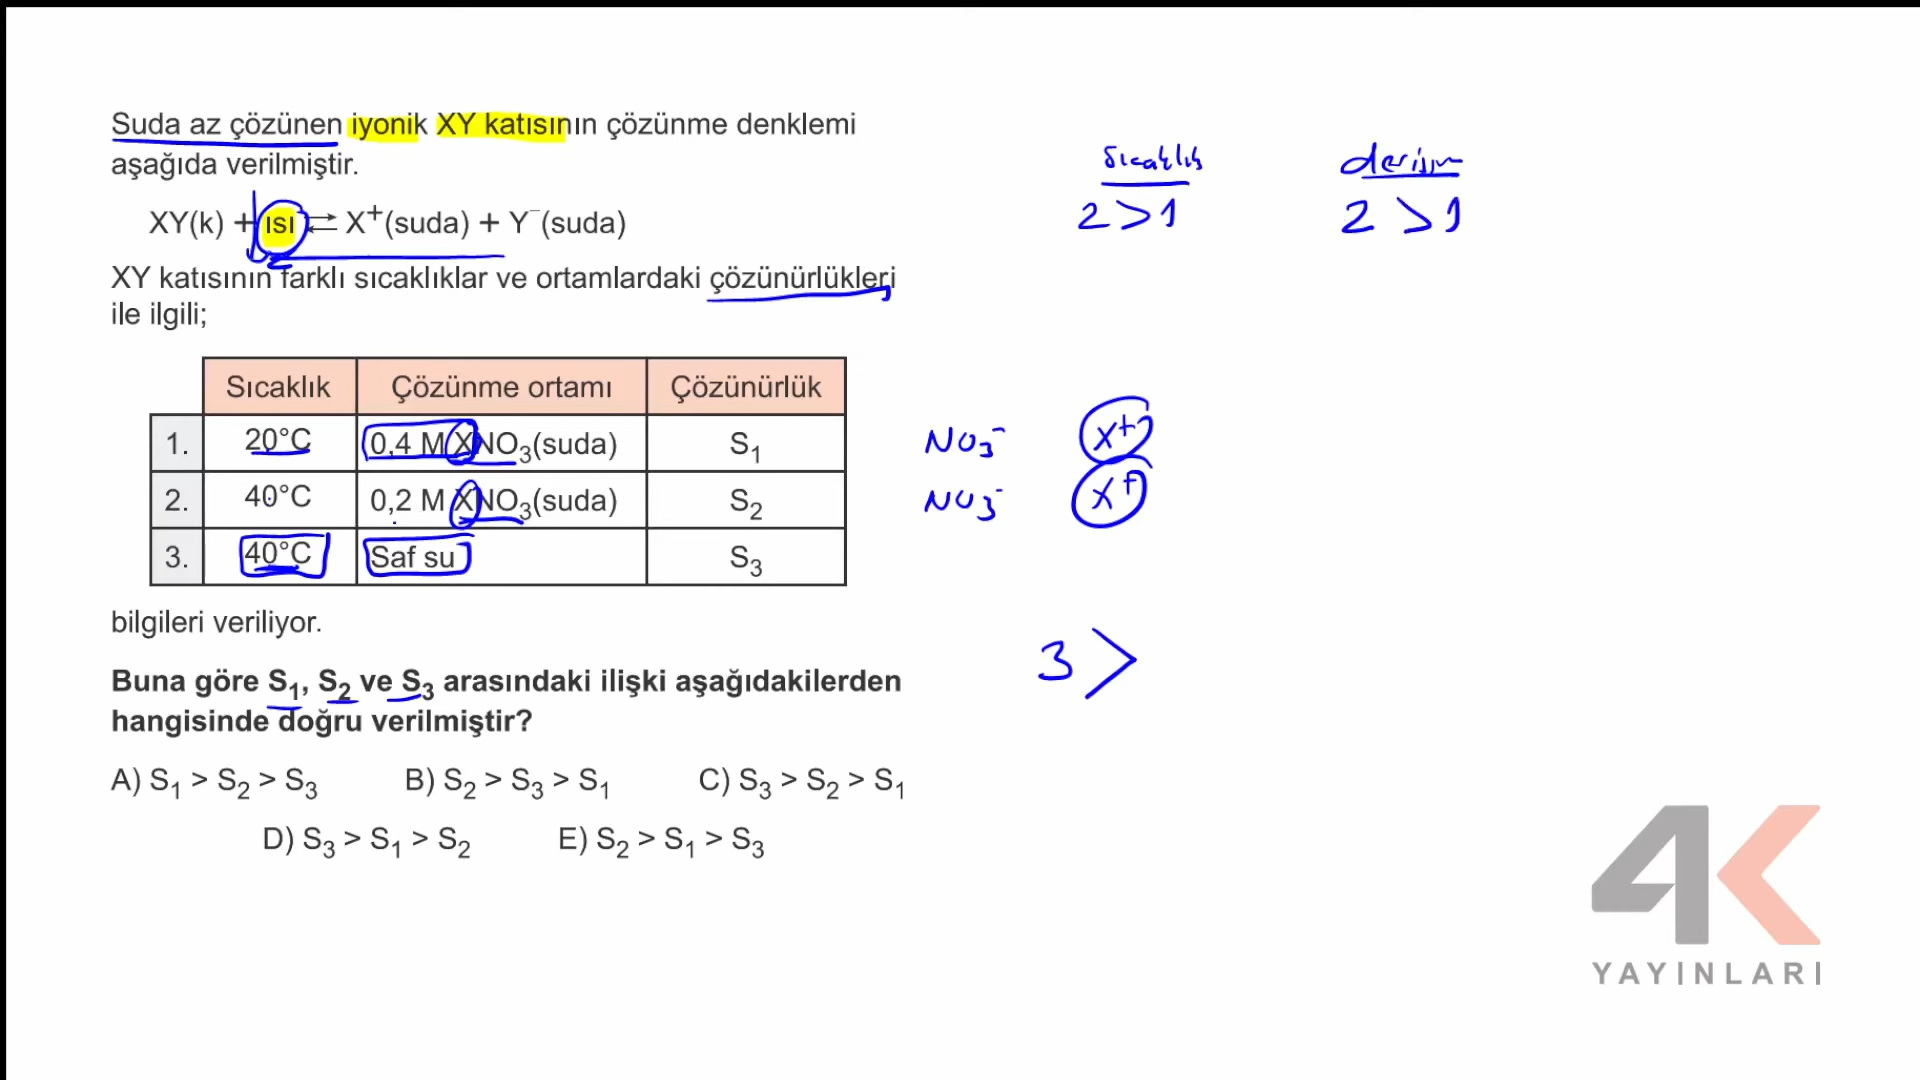 Suda az çözünen iyonik XY katısının çözünme denklemi
aşağıda verilmiştir.
XY(k) + ısı ⇌ X⁺(suda) + Y⁻(suda)
XY katısının farklı sıcaklıklar ve ortamlardaki çözünürlükleri
ile ilgili;
Sıcaklık Çözünme ortamı Çözünürlük
1. 20°C 0,4 M XNO₃(suda) S₁
2. 40°C 0,2 M XNO₃(suda) S₂
3. 40°C Saf su S₃
bilgileri veriliyor.
Buna göre S₁, S₂ ve S₃ arasındaki ilişki aşağıdakilerden
hangisinde doğru verilmiştir?
A) S₁ > S₂ > S₃ B) S₂ > S₃ > S₁ C) S₃ > S₂ > S₁
D) S₃ > S₁ > S₂ E) S₂ > S₁ > S₃
Sıcaklık derişim
2 > 1 2 > 1
NO₃⁻ X⁺
NO₃⁻ X⁺
3 >
4K
YAYINLARI